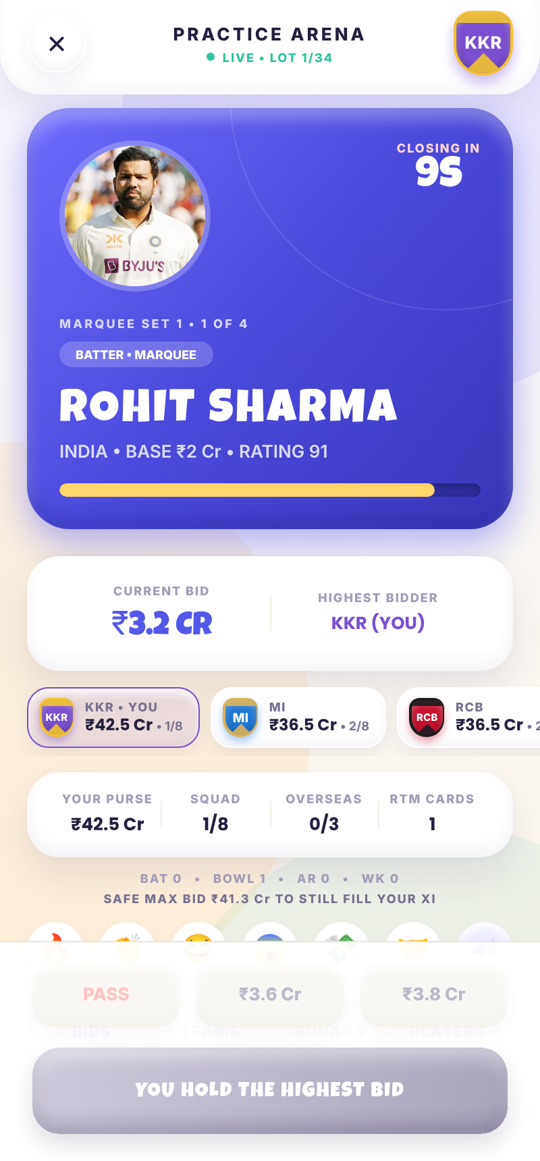 PRACTICE ARENA
LIVE • LOT 1/34
KKR
CLOSING IN
9S
BYJU'S
MARQUEE SET 1 • 1 OF 4
BATTER • MARQUEE
ROHIT SHARMA
INDIA • BASE ₹2 Cr • RATING 91
CURRENT BID
₹3.2 CR
HIGHEST BIDDER
KKR (YOU)
KKR
KKR • YOU
₹42.5 Cr • 1/8
MI
MI
₹36.5 Cr • 2/8
RCB
RCB
₹36.5 Cr • 2
YOUR PURSE
₹42.5 Cr
SQUAD
1/8
OVERSEAS
0/3
RTM CARDS
1
BAT 0 • BOWL 1 • AR 0 • WK 0
SAFE MAX BID ₹41.3 Cr TO STILL FILL YOUR XI
PASS
₹3.6 Cr
₹3.8 Cr
BIDS TEAMS SQUADS PLAYERS
YOU HOLD THE HIGHEST BID